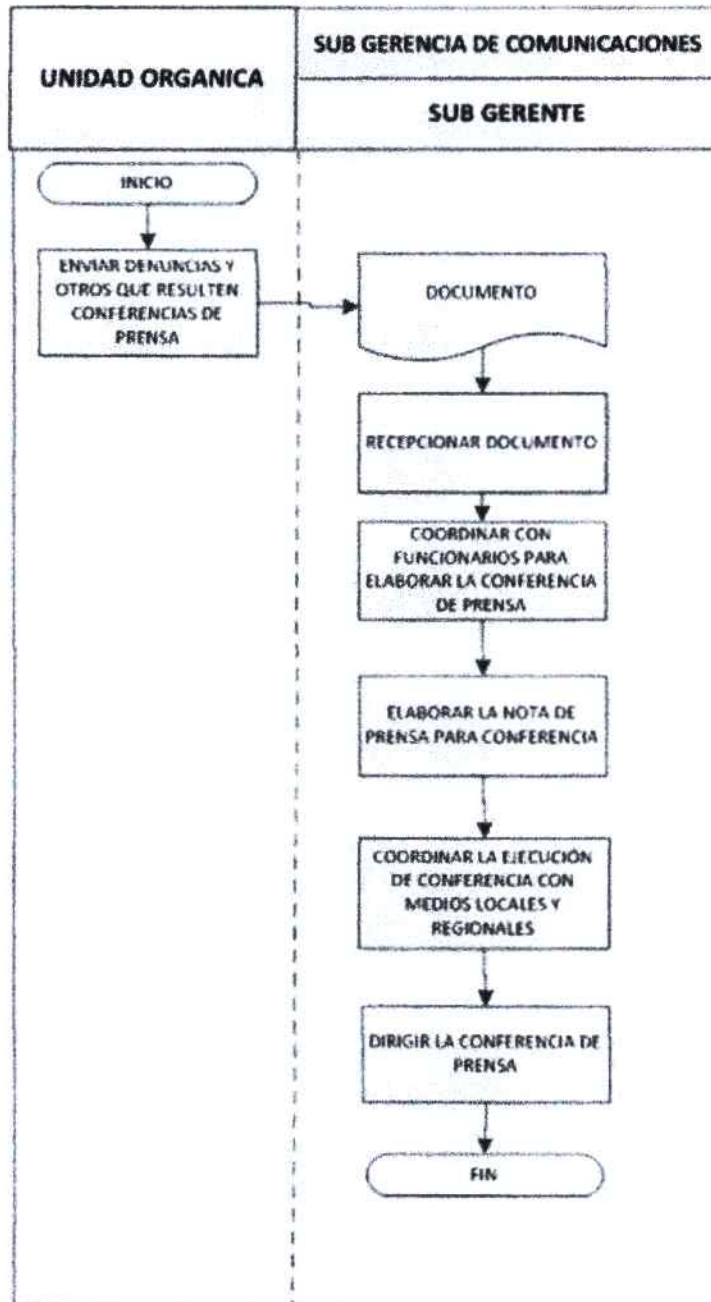 UNIDAD ORGANICA
SUB GERENCIA DE COMUNICACIONES
SUB GERENTE
INICIO
ENVIAR DENUNCIAS Y
OTROS QUE RESULTEN
CONFERENCIAS DE
PRENSA
DOCUMENTO
RECEPCIONAR DOCUMENTO
COORDINAR CON
FUNCIONARIOS PARA
ELABORAR LA CONFERENCIA
DE PRENSA
ELABORAR LA NOTA DE
PRENSA PARA CONFERENCIA
COORDINAR LA EJECUCIÓN
DE CONFERENCIA CON
MEDIOS LOCALES Y
REGIONALES
DIRIGIR LA CONFERENCIA DE
PRENSA
FIN